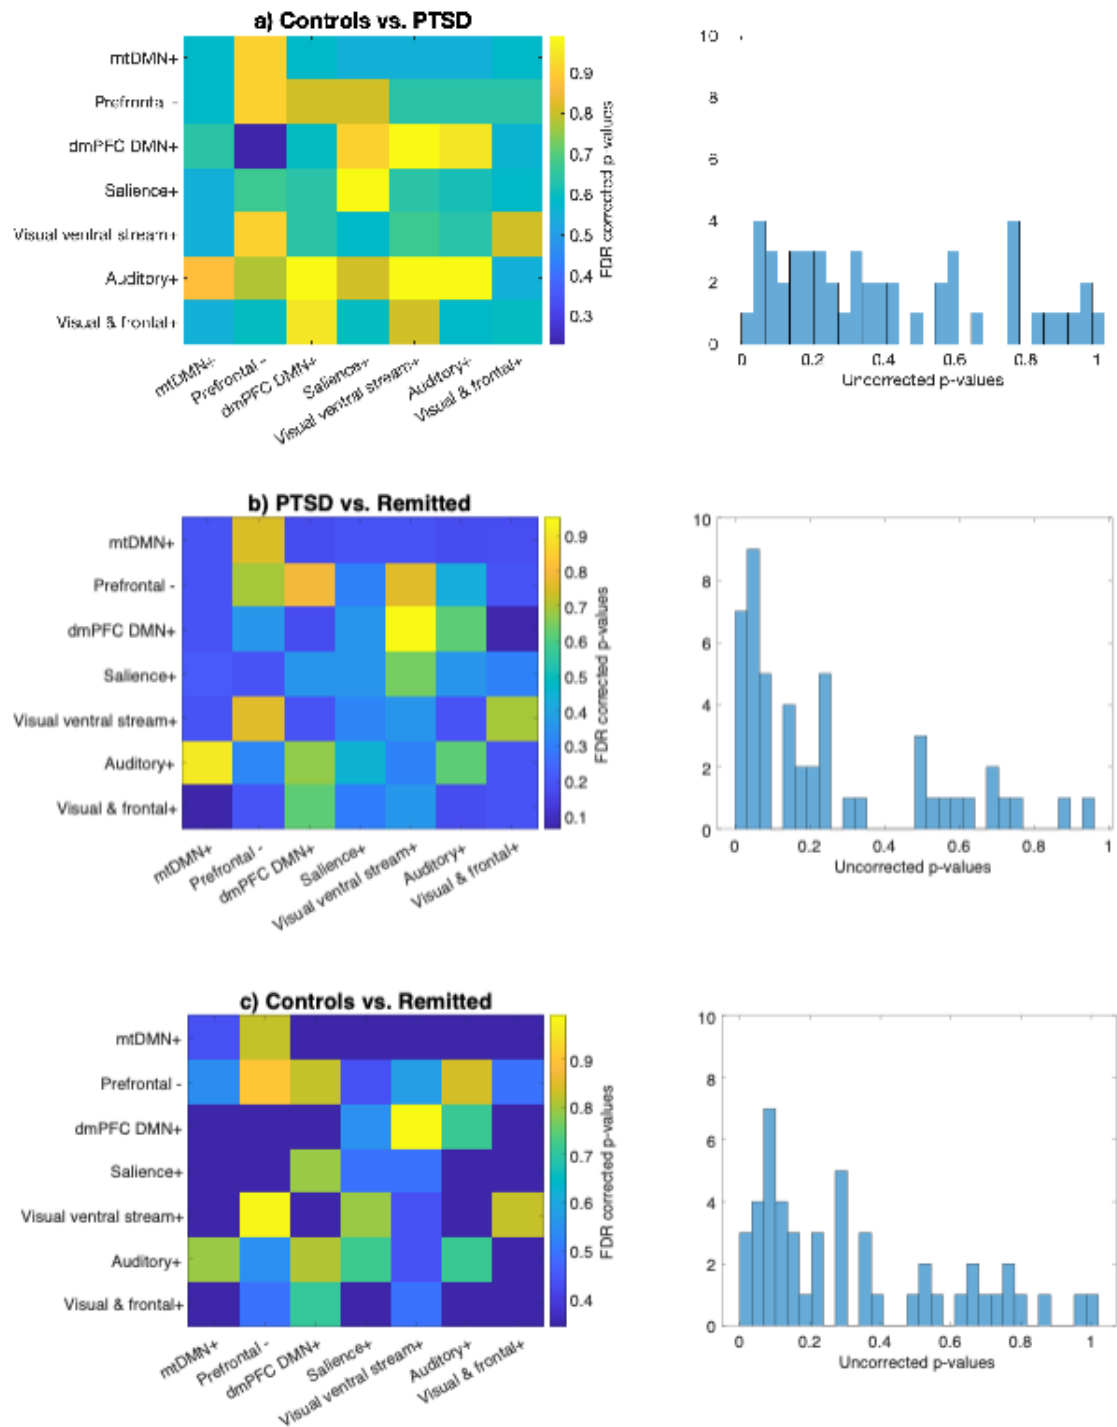 a) Controls vs. PTSD
mtDMN+
Prefronta -
dmPFC DMN+
Salience+
Visual ventral stream+
Auditory+
Visual & frontal+
mtDMN+
Prefrontal -
dmPFC DMN+
Salience+
Visual ventral stream+
Auditory+
Visual & frontal+
0.9
0.8
0.7
0.6
0.5
0.4
0.3
FDR corrected p-values
10
8
6
4
2
0
0 0.2 0.4 0.6 0.8 1
Uncorrected p-values
b) PTSD vs. Remitted
mtDMN+
Prefrontal -
dmPFC DMN+
Salience+
Visual ventral stream+
Auditory+
Visual & frontal+
mtDMN+
Prefrontal -
dmPFC DMN+
Salience+
Visual ventral stream+
Auditory+
Visual & frontal+
0.9
0.8
0.7
0.6
0.5
0.4
0.3
0.2
0.1
FDR corrected p-values
10
8
6
4
2
0
0 0.2 0.4 0.6 0.8 1
Uncorrected p-values
c) Controls vs. Remitted
mtDMN+
Prefrontal -
dmPFC DMN+
Salience+
Visual ventral stream+
Auditory+
Visual & frontal+
mtDMN+
Prefrontal -
dmPFC DMN+
Salience+
Visual ventral stream+
Auditory+
Visual & frontal+
0.9
0.8
0.7
0.6
0.5
0.4
FDR corrected p-values
10
8
6
4
2
0
0 0.2 0.4 0.6 0.8 1
Uncorrected p-values